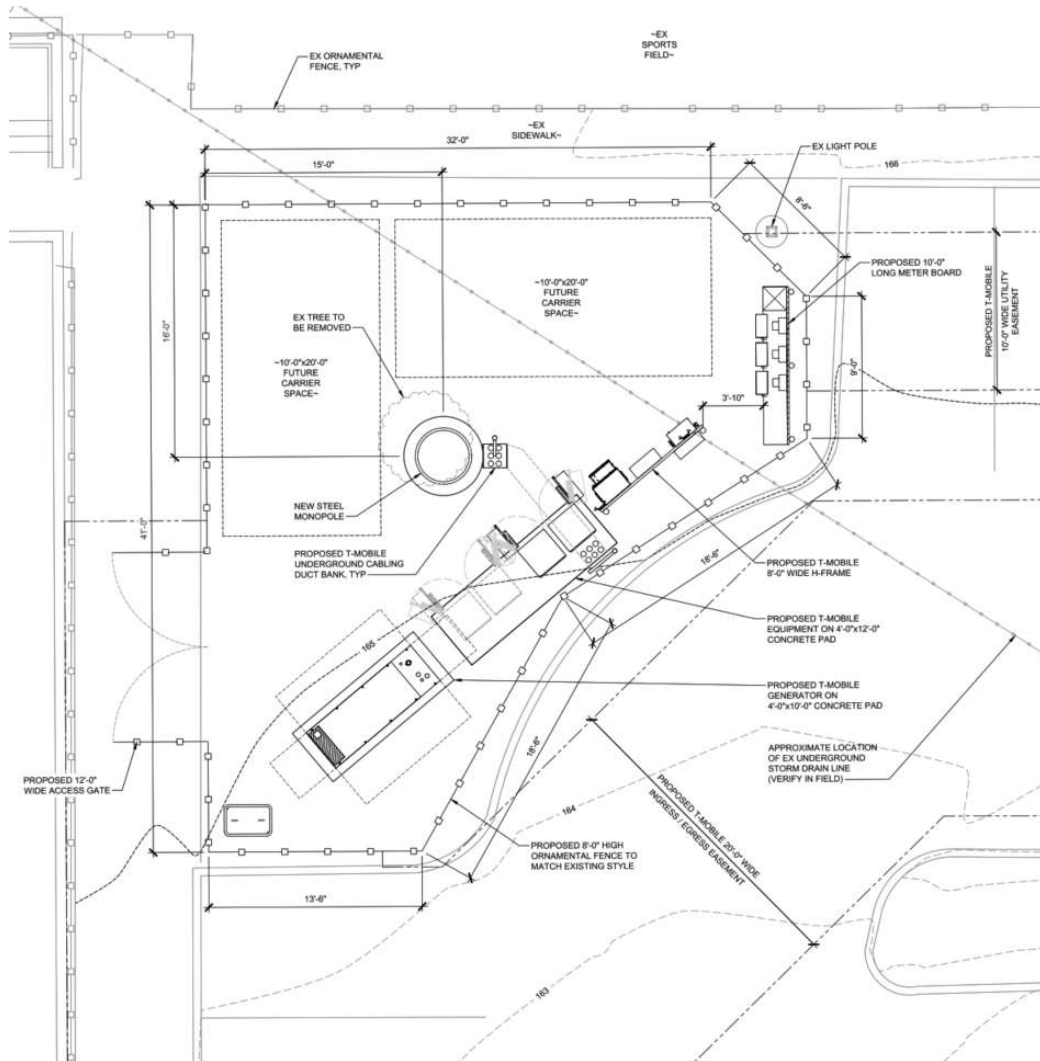 ~EX
SPORTS
FIELD~
EX ORNAMENTAL
FENCE, TYP
~EX
SIDEWALK~
32'-0"
EX LIGHT POLE
166
15'-0"
8'-6"
PROPOSED 10'-0"
LONG METER BOARD
PROPOSED T-MOBILE
10'-0" WIDE UTILITY
EASEMENT
~10'-0"x20'-0"
FUTURE
CARRIER
SPACE~
EX TREE TO
BE REMOVED
16'-0"
~10'-0"x20'-0"
FUTURE
CARRIER
SPACE~
9'-0"
3'-10"
NEW STEEL
MONOPOLE
41'-0"
PROPOSED T-MOBILE
UNDERGROUND CABLING
DUCT BANK, TYP
18'-6"
PROPOSED T-MOBILE
8'-0" WIDE H-FRAME
PROPOSED T-MOBILE
EQUIPMENT ON 4'-0"x12'-0"
CONCRETE PAD
165
PROPOSED T-MOBILE
GENERATOR ON
4'-0"x10'-0" CONCRETE PAD
18'-6"
APPROXIMATE LOCATION
OF EX UNDERGROUND
STORM DRAIN LINE
(VERIFY IN FIELD)
PROPOSED 12'-0"
WIDE ACCESS GATE
164
PROPOSED T-MOBILE 20'-0" WIDE
INGRESS / EGRESS EASEMENT
PROPOSED 8'-0" HIGH
ORNAMENTAL FENCE TO
MATCH EXISTING STYLE
13'-6"
163